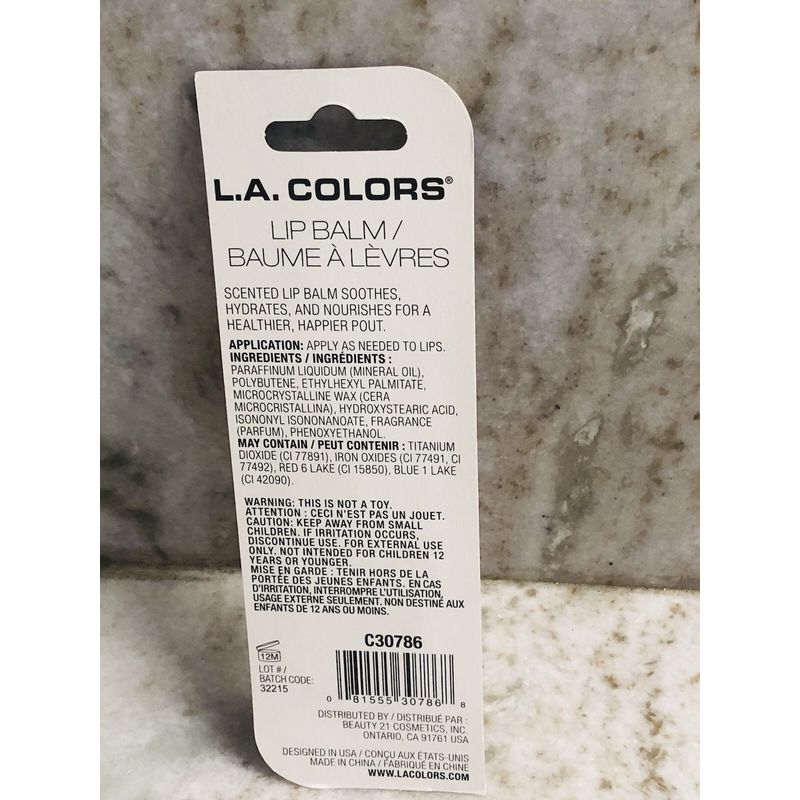 L.A. COLORS®
LIP BALM /
BAUME À LÈVRES
SCENTED LIP BALM SOOTHES,
HYDRATES, AND NOURISHES FOR A
HEALTHIER, HAPPIER POUT.
APPLICATION: APPLY AS NEEDED TO LIPS.
INGREDIENTS / INGRÉDIENTS :
PARAFFINUM LIQUIDUM (MINERAL OIL),
POLYBUTENE, ETHYLHEXYL PALMITATE,
MICROCRYSTALLINE WAX (CERA
MICROCRISTALLINA), HYDROXYSTEARIC ACID,
ISONONYL ISONONANOATE, FRAGRANCE
(PARFUM), PHENOXYETHANOL.
MAY CONTAIN / PEUT CONTENIR : TITANIUM
DIOXIDE (CI 77891), IRON OXIDES (CI 77491, CI
77492), RED 6 LAKE (CI 15850), BLUE 1 LAKE
(CI 42090).
WARNING: THIS IS NOT A TOY.
ATTENTION : CECI N'EST PAS UN JOUET.
CAUTION: KEEP AWAY FROM SMALL
CHILDREN. IF IRRITATION OCCURS,
DISCONTINUE USE. FOR EXTERNAL USE
ONLY. NOT INTENDED FOR CHILDREN 12
YEARS OR YOUNGER.
MISE EN GARDE : TENIR HORS DE LA
PORTÉE DES JEUNES ENFANTS. EN CAS
D'IRRITATION, INTERROMPRE L'UTILISATION,
USAGE EXTERNE SEULEMENT. NON DESTINÉ AUX
ENFANTS DE 12 ANS OU MOINS.
12M
LOT # /
BATCH CODE:
32215
C30786
0 81555 30786 8
DISTRIBUTED BY / DISTRIBUÉ PAR :
BEAUTY 21 COSMETICS, INC.
ONTARIO, CA 91761 USA
DESIGNED IN USA / CONÇU AUX ÉTATS-UNIS
MADE IN CHINA / FABRIQUÉ EN CHINE
WWW.LACOLORS.COM